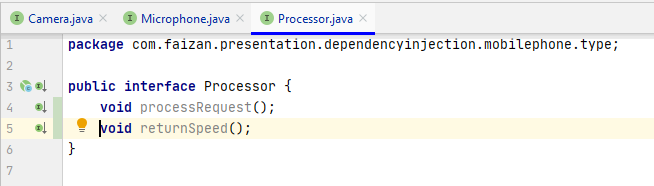 Camera.java Microphone.java Processor.java
1 package com.faizan.presentation.dependencyinjection.mobilephone.type;
2
3 public interface Processor {
4 void processRequest();
5 void returnSpeed();
6 }
7